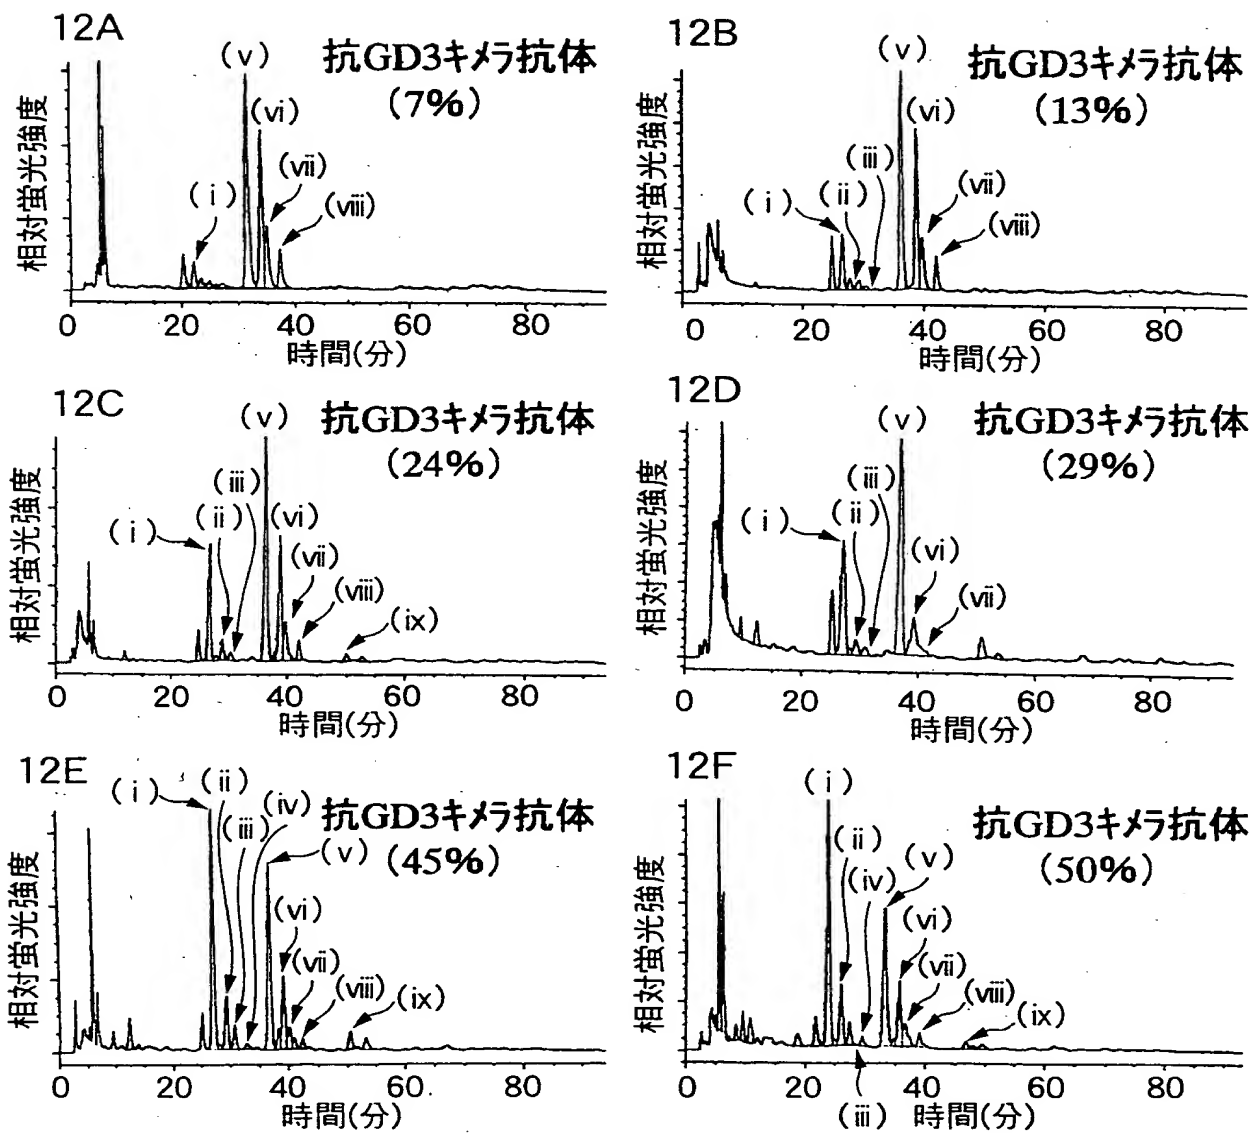 12A
抗GD3キメラ抗体
(7%)
(v)
(vi)
(vii)
(i)
(viii)
相対蛍光強度
0 20 40 60 80
時間(分)
12B
抗GD3キメラ抗体
(13%)
(v)
(vi)
(iii)
(ii)
(vii)
(i)
(viii)
相対蛍光強度
0 20 40 60 80
時間(分)
12C
抗GD3キメラ抗体
(24%)
(v)
(iii)
(ii)
(vi)
(i)
(vii)
(viii)
(ix)
相対蛍光強度
0 20 40 60 80
時間(分)
12D
抗GD3キメラ抗体
(29%)
(v)
(iii)
(ii)
(i)
(vi)
(vii)
相対蛍光強度
0 20 40 60 80
時間(分)
12E
抗GD3キメラ抗体
(45%)
(ii)
(i)
(iv)
(iii)
(v)
(vi)
(vii)
(viii)
(ix)
相対蛍光強度
0 20 40 60 80
時間(分)
12F
抗GD3キメラ抗体
(50%)
(i)
(ii)
(v)
(iv)
(vi)
(vii)
(viii)
(ix)
相対蛍光強度
0 20 40 60 80
(iii) 時間(分)